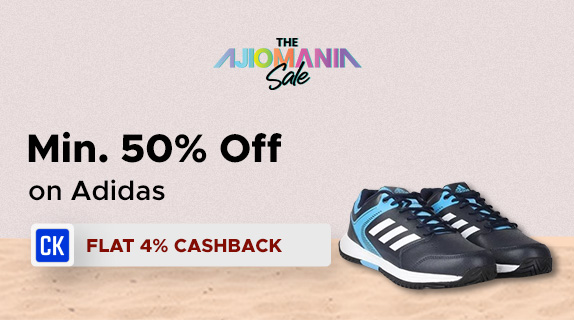 THE
AJIOMANIA
Sale
Min. 50% Off
on Adidas
CK FLAT 4% CASHBACK